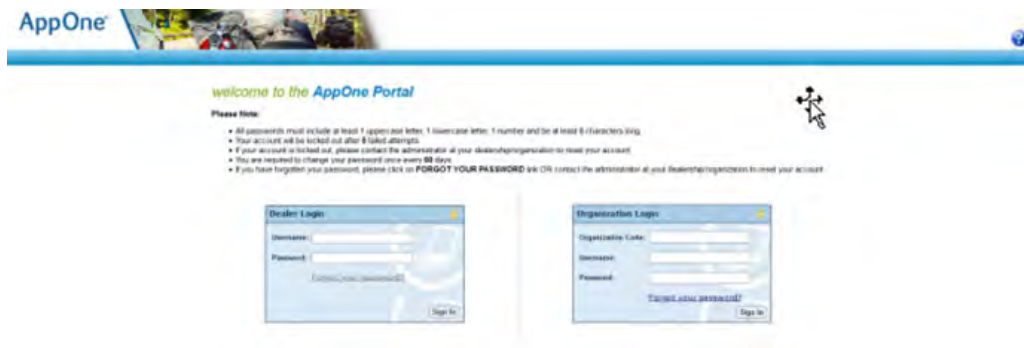 AppOne
welcome to the AppOne Portal
Please Note:
All passwords must include at least 1 uppercase letter, 1 lowercase letter, 1 number and be at least 8 characters long.
Your account will be locked out after 6 failed attempts.
If your account is locked out, please contact the administrator at your dealership/organization to reset your account.
You are required to change your password once every 60 days.
If you have forgotten your password, please click on FORGOT YOUR PASSWORD link OR contact the administrator at your dealership/organization to reset your account.
Dealer Login
Username:
Password:
Forgot your password?
Sign In
Organization Login
Organization Code:
Username:
Password:
Forgot your password?
Sign In